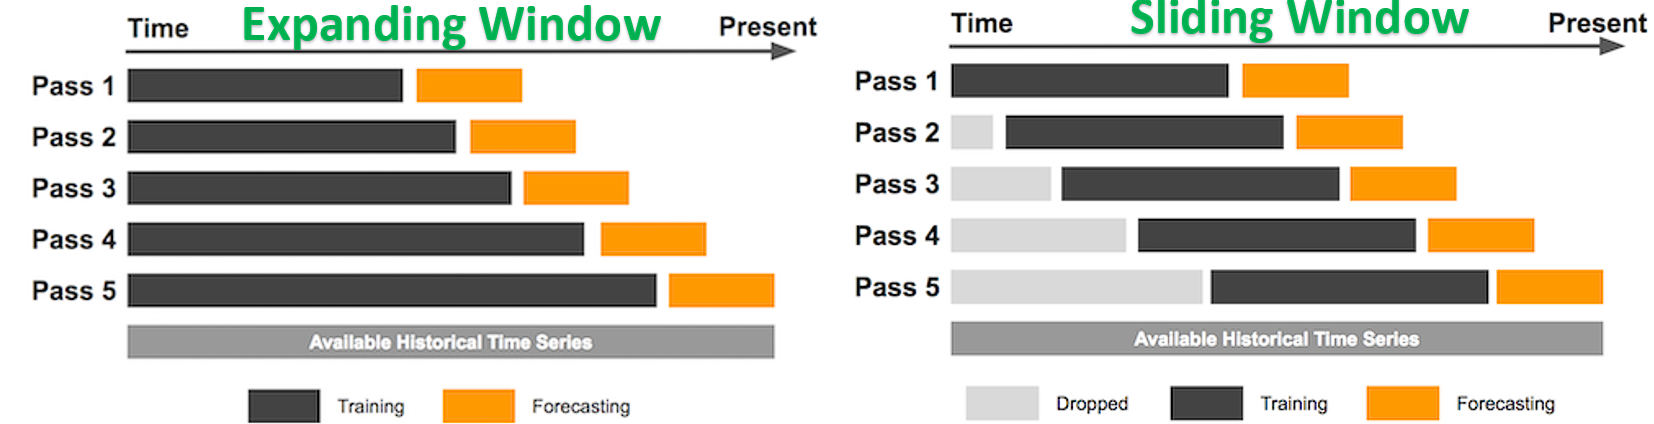 Expanding Window
Time
Present
Pass 1
Pass 2
Pass 3
Pass 4
Pass 5
Available Historical Time Series
Training
Forecasting
Sliding Window
Time
Present
Pass 1
Pass 2
Pass 3
Pass 4
Pass 5
Available Historical Time Series
Dropped
Training
Forecasting